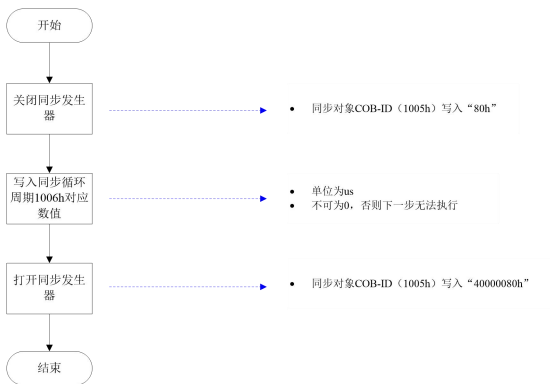 开始
关闭同步发生
器
• 同步对象COB-ID（1005h）写入“80h”
写入同步循环
周期1006h对应
数值
• 单位为us
• 不可为0，否则下一步无法执行
打开同步发生
器
• 同步对象COB-ID（1005h）写入“40000080h”
结束